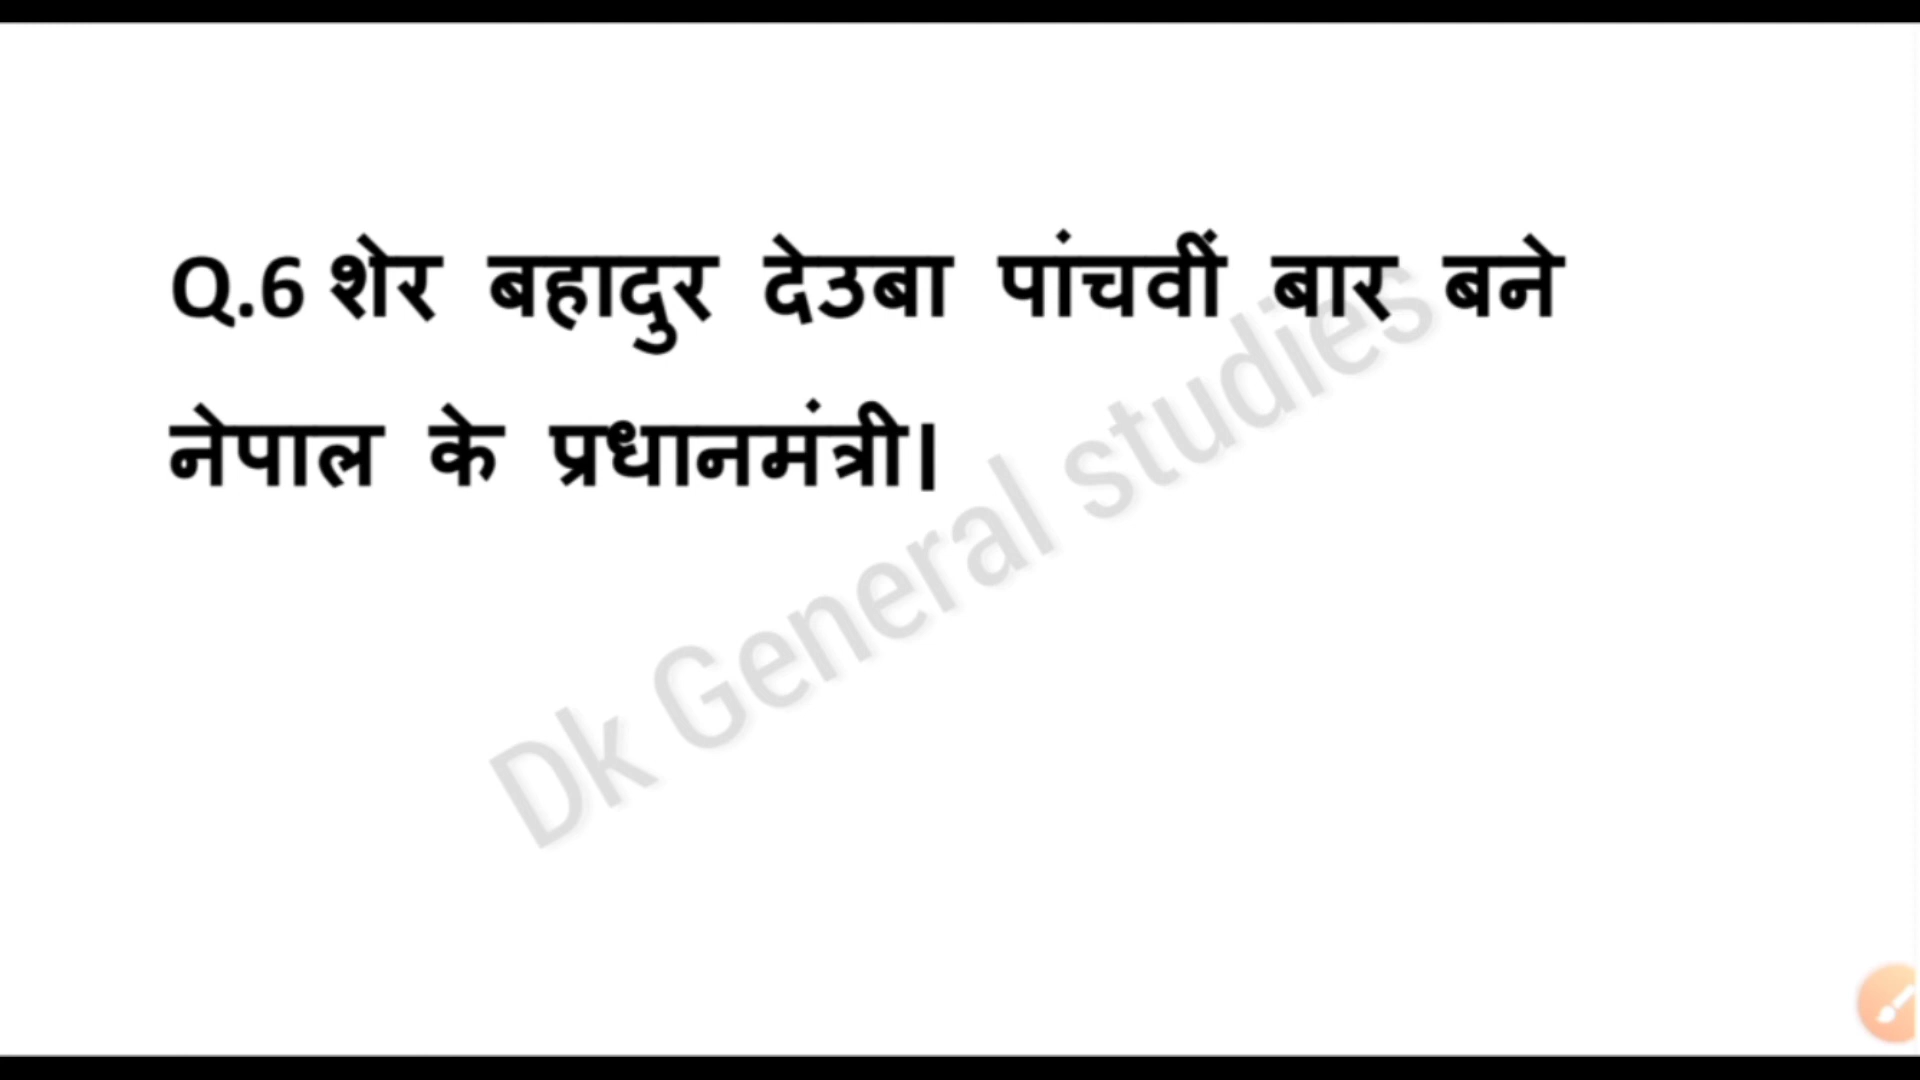 Q.6 शेर बहादुर देउबा पांचवीं बार बने
नेपाल के प्रधानमंत्री।
Dk General studies